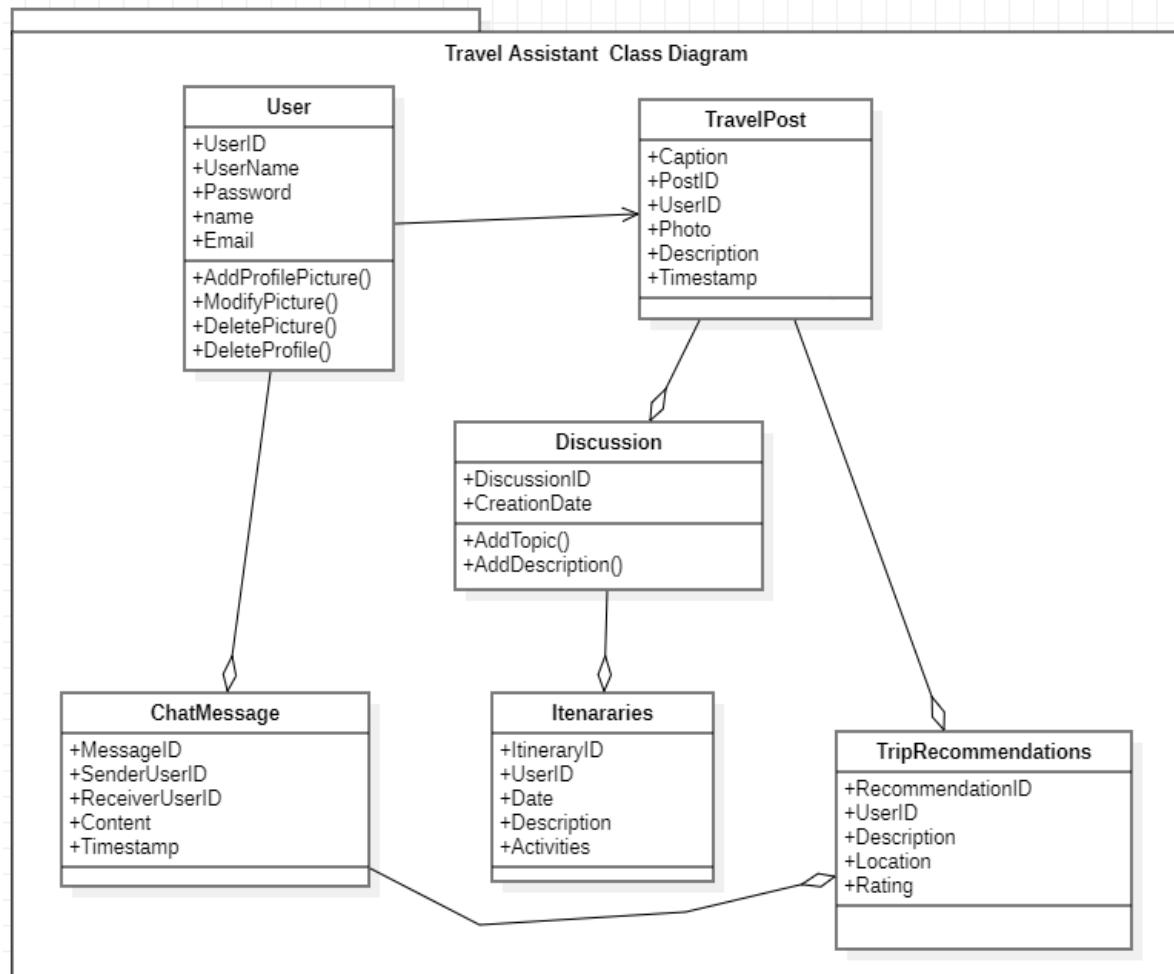 Travel Assistant  Class Diagram
User
+UserID
+UserName
+Password
+name
+Email
+AddProfilePicture()
+ModifyPicture()
+DeletePicture()
+DeleteProfile()
TravelPost
+Caption
+PostID
+UserID
+Photo
+Description
+Timestamp
Discussion
+DiscussionID
+CreationDate
+AddTopic()
+AddDescription()
ChatMessage
+MessageID
+SenderUserID
+ReceiverUserID
+Content
+Timestamp
Itenararies
+ItineraryID
+UserID
+Date
+Description
+Activities
TripRecommendations
+RecommendationID
+UserID
+Description
+Location
+Rating